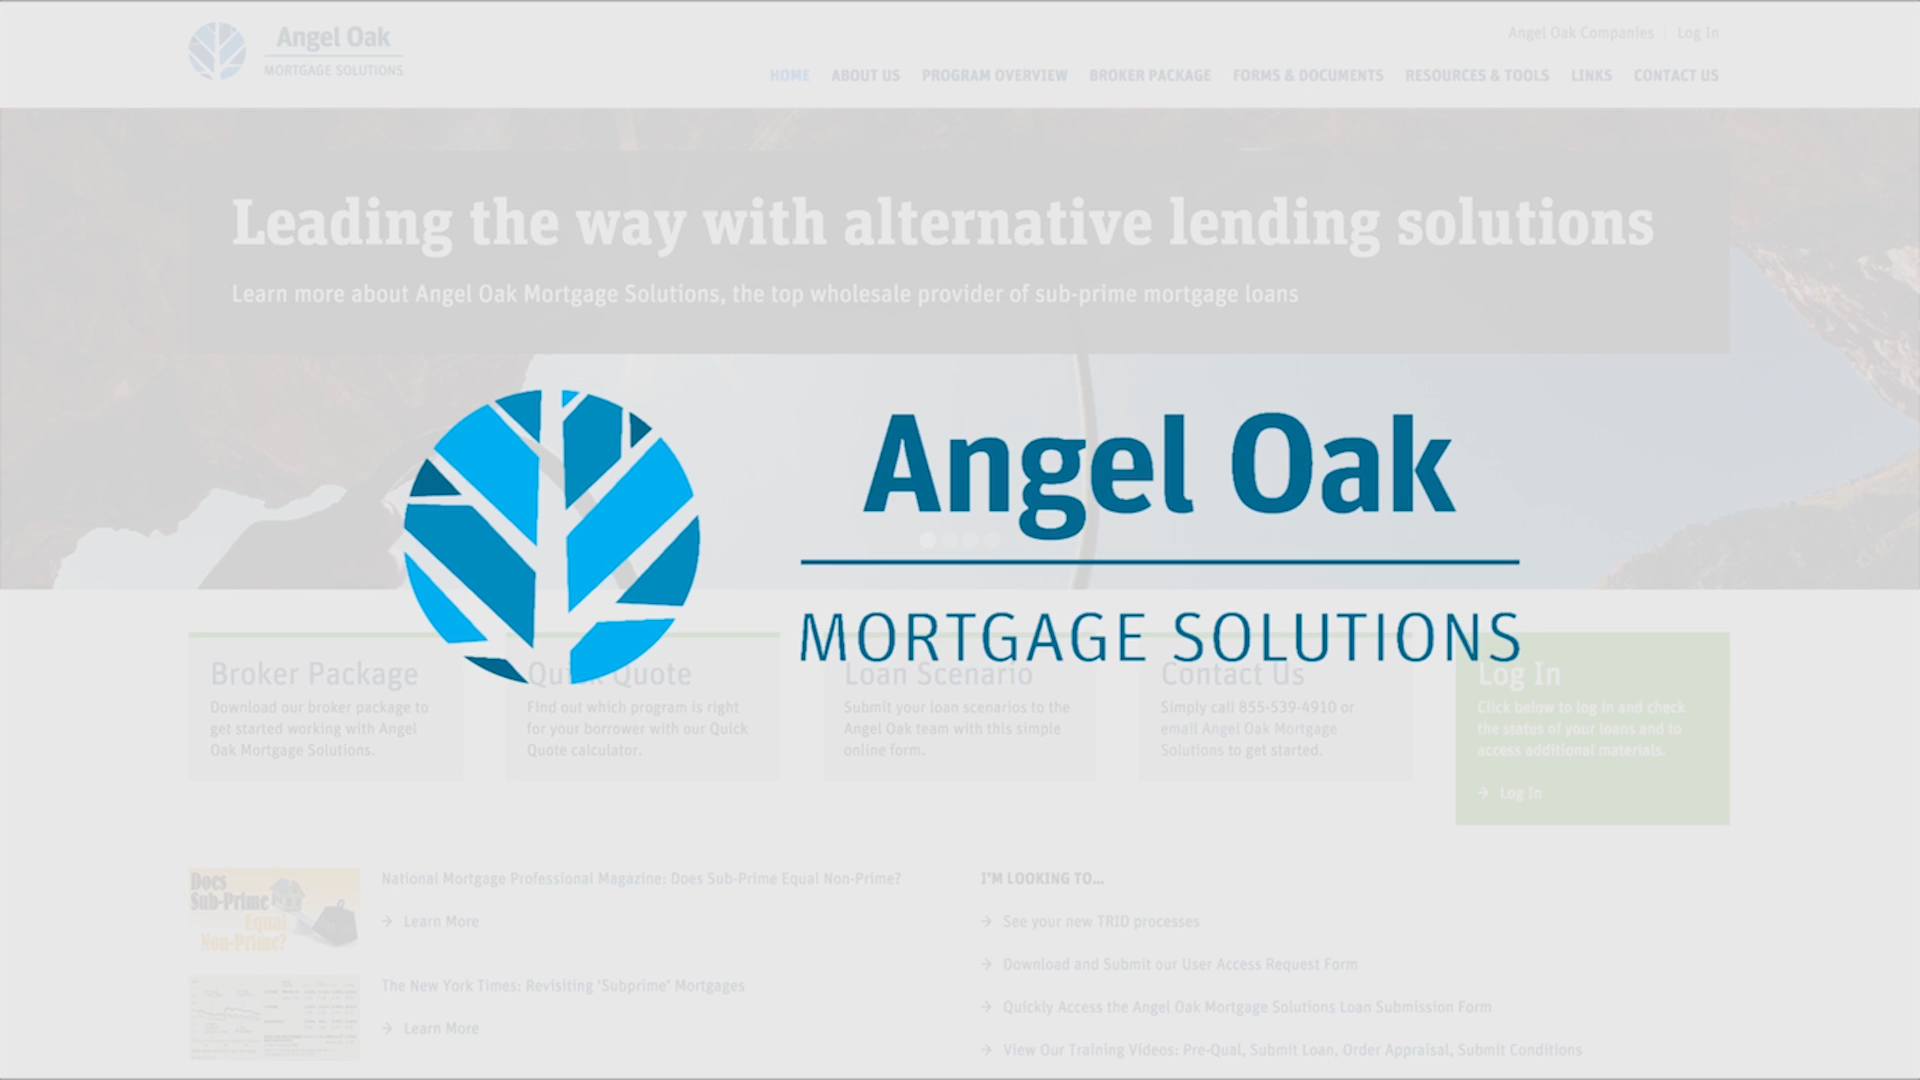 Angel Oak
MORTGAGE SOLUTIONS
Angel Oak Companies | Log In
HOME ABOUT US PROGRAM OVERVIEW BROKER PACKAGE FORMS & DOCUMENTS RESOURCES & TOOLS LINKS CONTACT US
Leading the way with alternative lending solutions
Learn more about Angel Oak Mortgage Solutions, the top wholesale provider of sub-prime mortgage loans
Angel Oak
MORTGAGE SOLUTIONS
Broker Package
Download our broker package to
get started working with Angel
Oak Mortgage Solutions.
Quick Quote
Find out which program is right
for your borrower with our Quick
Quote calculator.
Loan Scenario
Submit your loan scenarios to the
Angel Oak team with this simple
online form.
Contact Us
Simply call 855-539-4910 or
email Angel Oak Mortgage
Solutions to get started.
Log In
Click below to log in and check
the status of your loans and to
access additional materials.
→ Log In
Does
Sub-Prime
Equal
Non-Prime?
National Mortgage Professional Magazine: Does Sub-Prime Equal Non-Prime?
→ Learn More
The New York Times: Revisiting 'Subprime' Mortgages
→ Learn More
I'M LOOKING TO...
→ See your new TRID processes
→ Download and Submit our User Access Request Form
→ Quickly Access the Angel Oak Mortgage Solutions Loan Submission Form
→ View Our Training Videos: Pre-Qual, Submit Loan, Order Appraisal, Submit Conditions